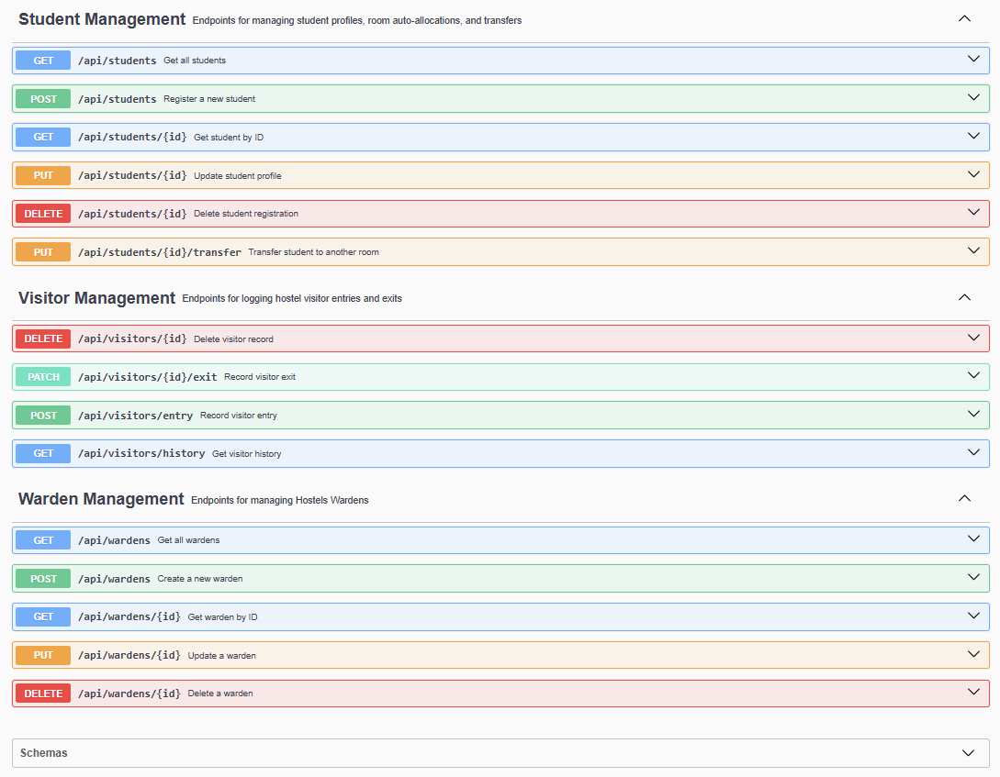 Student Management Endpoints for managing student profiles, room auto-allocations, and transfers
GET /api/students Get all students
POST /api/students Register a new student
GET /api/students/{id} Get student by ID
PUT /api/students/{id} Update student profile
DELETE /api/students/{id} Delete student registration
PUT /api/students/{id}/transfer Transfer student to another room
Visitor Management Endpoints for logging hostel visitor entries and exits
DELETE /api/visitors/{id} Delete visitor record
PATCH /api/visitors/{id}/exit Record visitor exit
POST /api/visitors/entry Record visitor entry
GET /api/visitors/history Get visitor history
Warden Management Endpoints for managing Hostels Wardens
GET /api/wardens Get all wardens
POST /api/wardens Create a new warden
GET /api/wardens/{id} Get warden by ID
PUT /api/wardens/{id} Update a warden
DELETE /api/wardens/{id} Delete a warden
Schemas